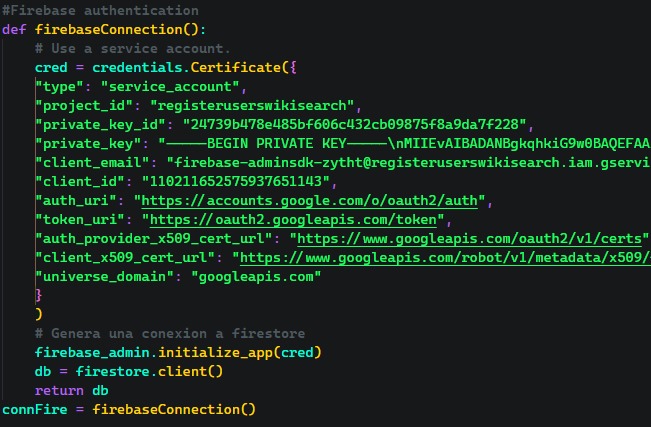 #Firebase authentication
def firebaseConnection():
# Use a service account.
cred = credentials.Certificate({
"type": "service_account",
"project_id": "registeruserswikisearch",
"private_key_id": "24739b478e485bf606c432cb09875f8a9da7f228",
"private_key": "-----BEGIN PRIVATE KEY-----\nMIIEvAIBADANBgkqhkiG9w0BAQEFAA
"client_email": "firebase-adminsdk-zytht@registeruserswikisearch.iam.gservi
"client_id": "110211652575937651143",
"auth_uri": "https://accounts.google.com/o/oauth2/auth",
"token_uri": "https://oauth2.googleapis.com/token",
"auth_provider_x509_cert_url": "https://www.googleapis.com/oauth2/v1/certs"
"client_x509_cert_url": "https://www.googleapis.com/robot/v1/metadata/x509/
"universe_domain": "googleapis.com"
}
)
# Genera una conexion a firestore
firebase_admin.initialize_app(cred)
db = firestore.client()
return db
connFire = firebaseConnection()